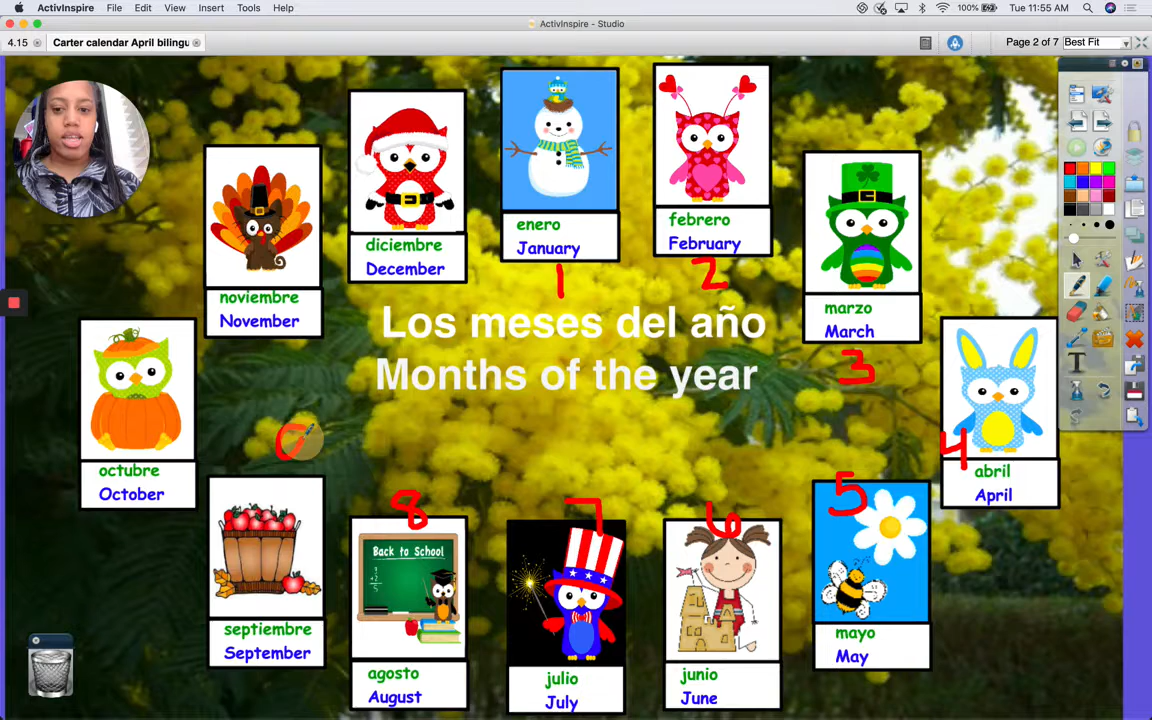 ActivInspire File Edit View Insert Tools Help 100% Tue 11:55 AM
ActivInspire - Studio
4.15 Carter calendar April bilingu Page 2 of 7 Best Fit
noviembre
November
diciembre
December
enero
January
1
febrero
February
2
marzo
March
3
Los meses del año
Months of the year
octubre
October
4
abril
April
septiembre
September
8
Back to School
agosto
August
7
julio
July
6
junio
June
5
mayo
May
T